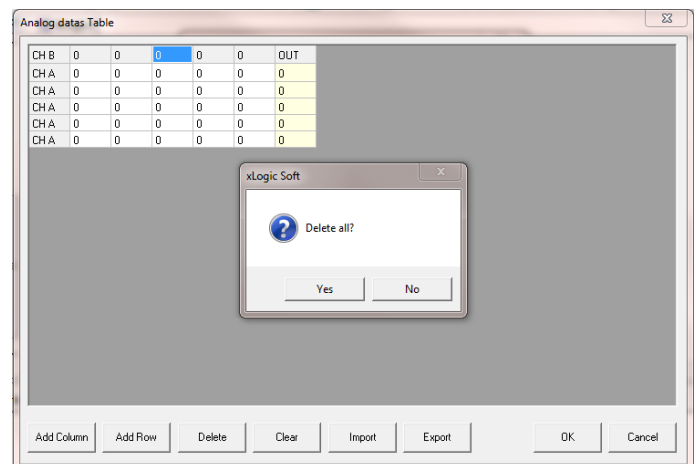 Analog datas Table
CH B 0 0 0 0 0 OUT
CH A 0 0 0 0 0 0
CH A 0 0 0 0 0 0
CH A 0 0 0 0 0 0
CH A 0 0 0 0 0 0
CH A 0 0 0 0 0 0
xLogic Soft
Delete all?
Yes No
Add Column Add Row Delete Clear Import Export OK Cancel